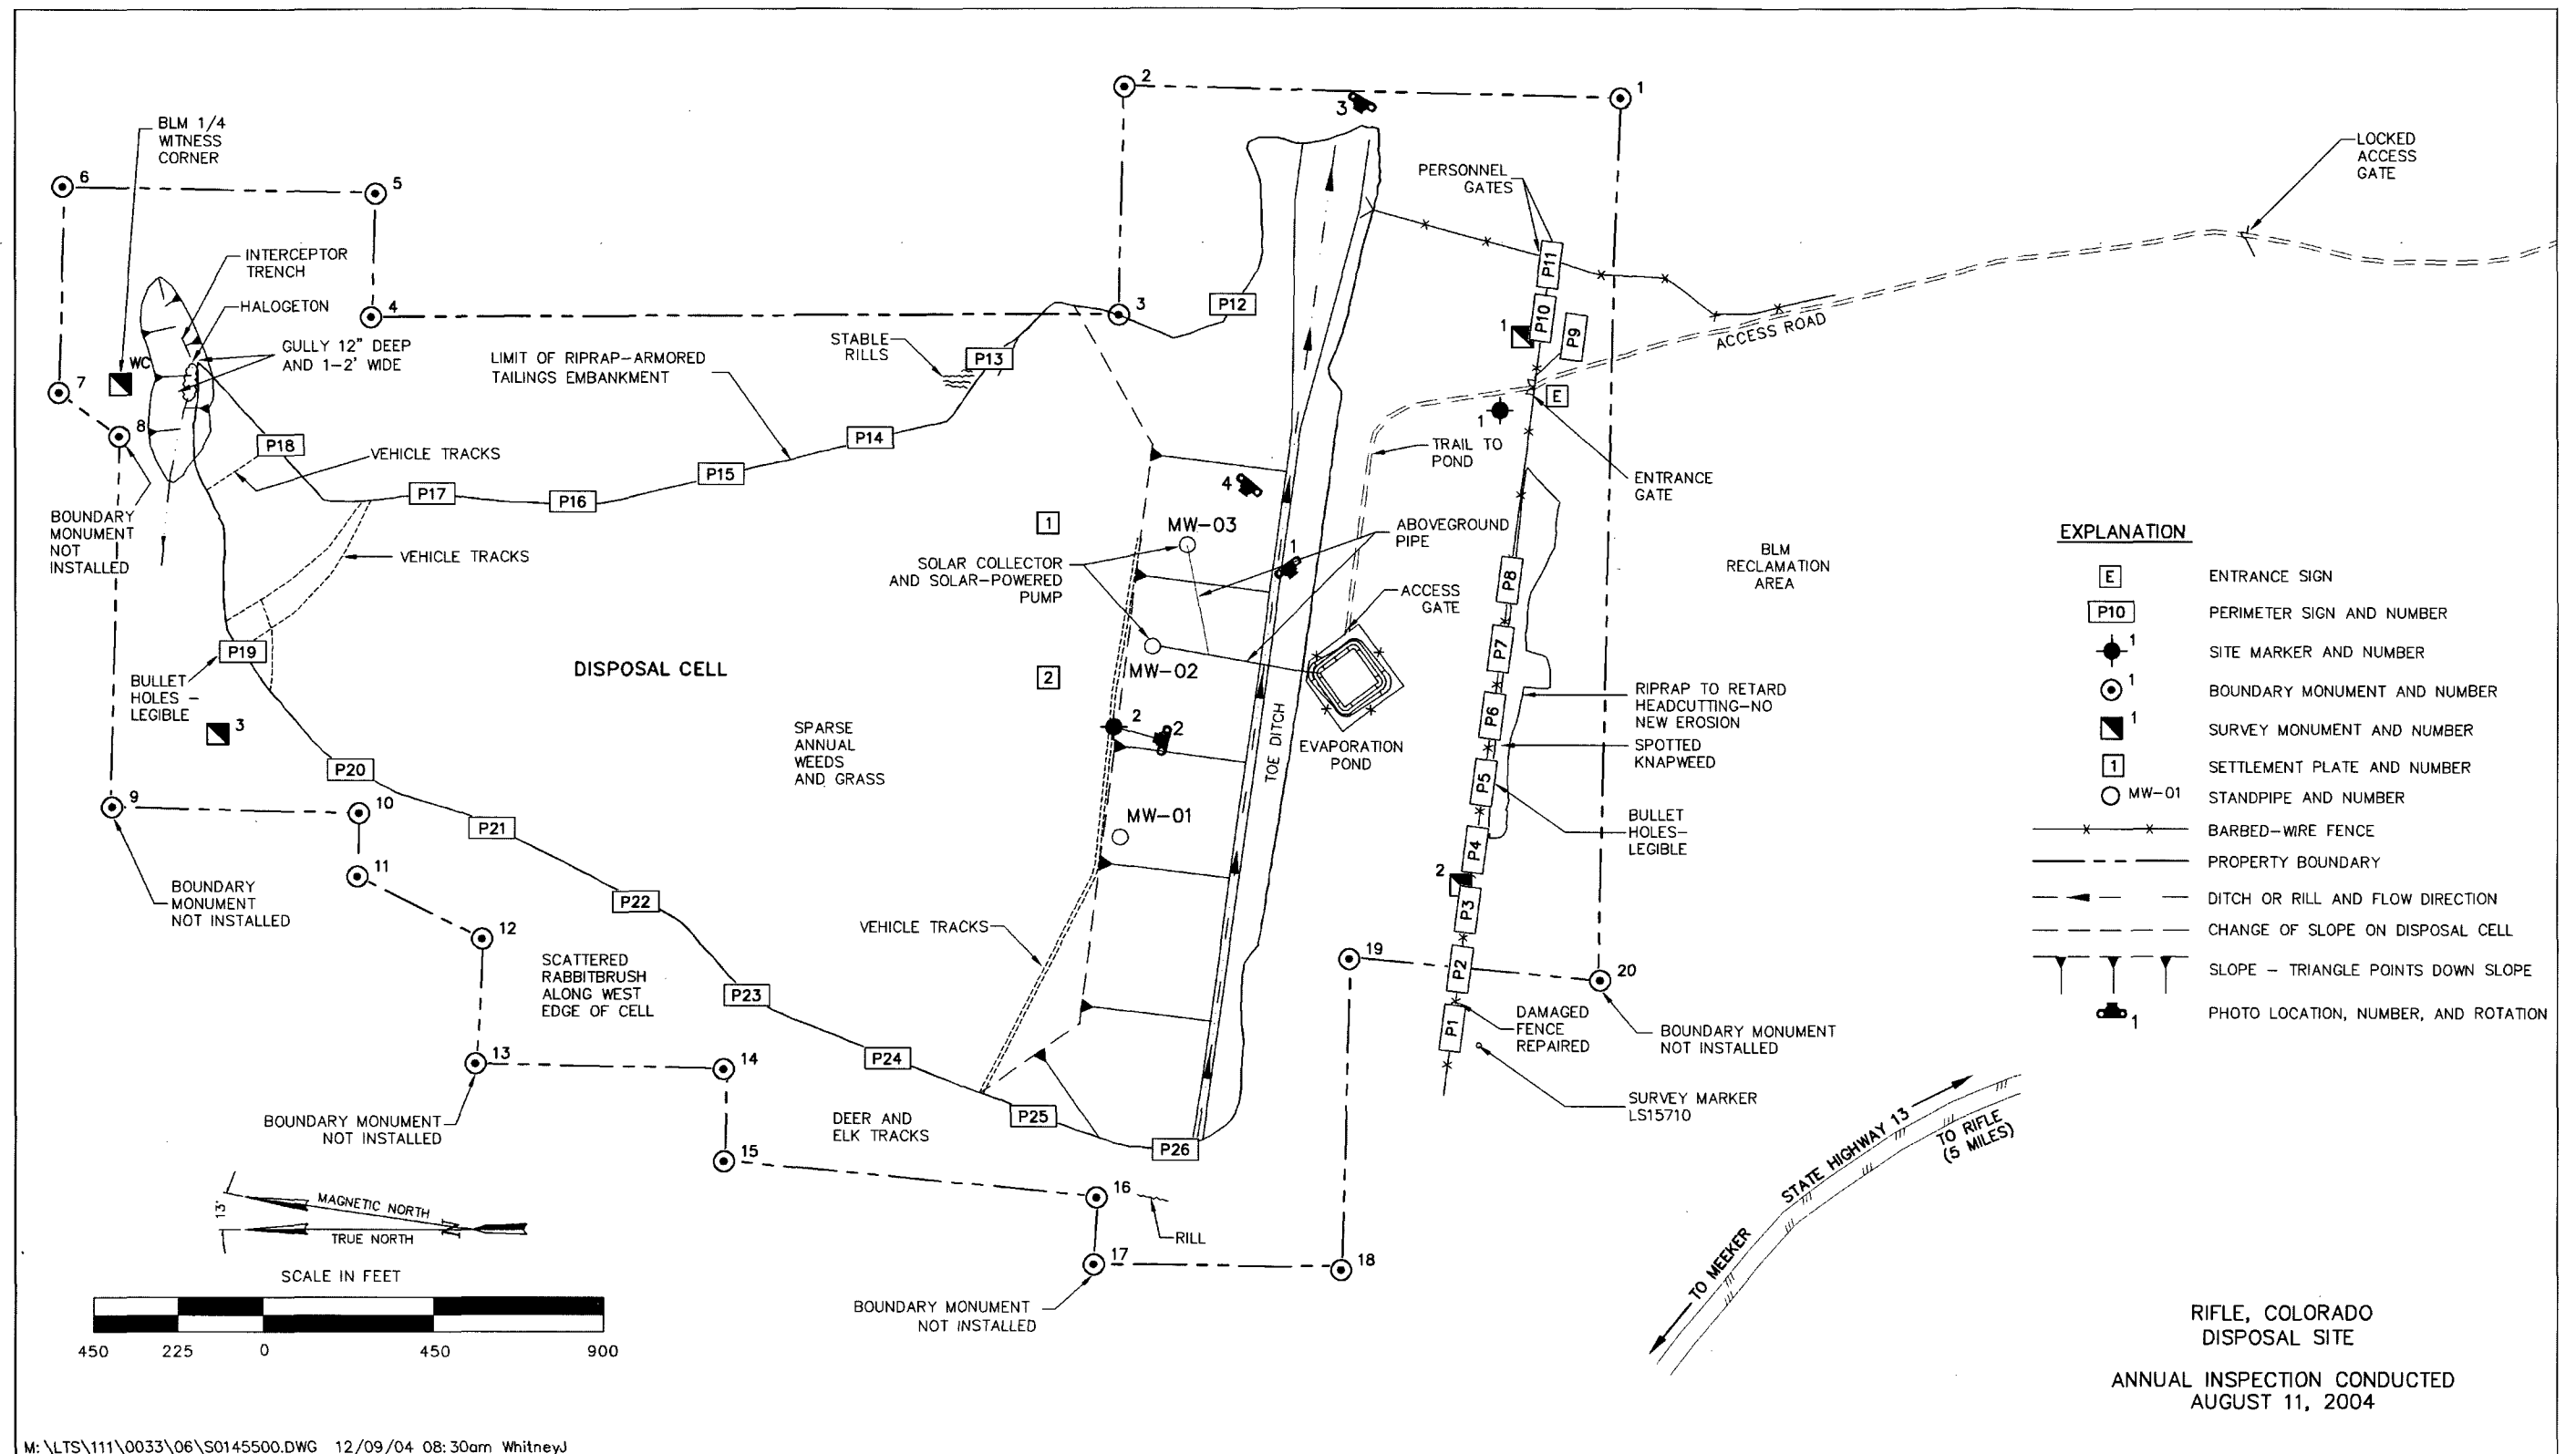 2
1
3
BLM 1/4
WITNESS
CORNER
LOCKED
ACCESS
GATE
PERSONNEL
GATES
6
5
INTERCEPTOR
TRENCH
HALOGETON
4
3
P12
P11
P10
P9
1
GULLY 12" DEEP
AND 1-2' WIDE
STABLE
RILLS
P13
LIMIT OF RIPRAP-ARMORED
TAILINGS EMBANKMENT
ACCESS ROAD
WC
7
8
E
1
P18
P14
VEHICLE TRACKS
TRAIL TO
POND
P15
P17
P16
4
ENTRANCE
GATE
BOUNDARY
MONUMENT
NOT
INSTALLED
1
MW-03
ABOVEGROUND
PIPE
VEHICLE TRACKS
SOLAR COLLECTOR
AND SOLAR-POWERED
PUMP
1
P8
BLM
RECLAMATION
AREA
ACCESS
GATE
P19
DISPOSAL CELL
MW-02
2
P7
BULLET
HOLES -
LEGIBLE
3
RIPRAP TO RETARD
HEADCUTTING-NO
NEW EROSION
P6
SPARSE
ANNUAL
WEEDS
AND GRASS
2
2
TOE DITCH
EVAPORATION
POND
SPOTTED
KNAPWEED
P20
P5
9
10
P21
MW-01
BULLET
HOLES-
LEGIBLE
P4
11
2
BOUNDARY
MONUMENT
NOT INSTALLED
P22
P3
VEHICLE TRACKS
12
SCATTERED
RABBITBRUSH
ALONG WEST
EDGE OF CELL
19
P2
20
P23
DAMAGED
FENCE
REPAIRED
P1
BOUNDARY MONUMENT
NOT INSTALLED
13
14
P24
BOUNDARY MONUMENT
NOT INSTALLED
DEER AND
ELK TRACKS
P25
P26
SURVEY MARKER
LS15710
15
16
RILL
17
18
BOUNDARY MONUMENT
NOT INSTALLED
EXPLANATION
E ENTRANCE SIGN
P10 PERIMETER SIGN AND NUMBER
1 SITE MARKER AND NUMBER
1 BOUNDARY MONUMENT AND NUMBER
1 SURVEY MONUMENT AND NUMBER
1 SETTLEMENT PLATE AND NUMBER
MW-01 STANDPIPE AND NUMBER
BARBED-WIRE FENCE
PROPERTY BOUNDARY
DITCH OR RILL AND FLOW DIRECTION
CHANGE OF SLOPE ON DISPOSAL CELL
SLOPE - TRIANGLE POINTS DOWN SLOPE
1 PHOTO LOCATION, NUMBER, AND ROTATION
STATE HIGHWAY 13
TO RIFLE
(5 MILES)
TO MEEKER
13'
MAGNETIC NORTH
N
TRUE NORTH
SCALE IN FEET
450 225 0 450 900
RIFLE, COLORADO
DISPOSAL SITE
ANNUAL INSPECTION CONDUCTED
AUGUST 11, 2004
M:\LTS\111\0033\06\S0145500.DWG 12/09/04 08:30am WhitneyJ